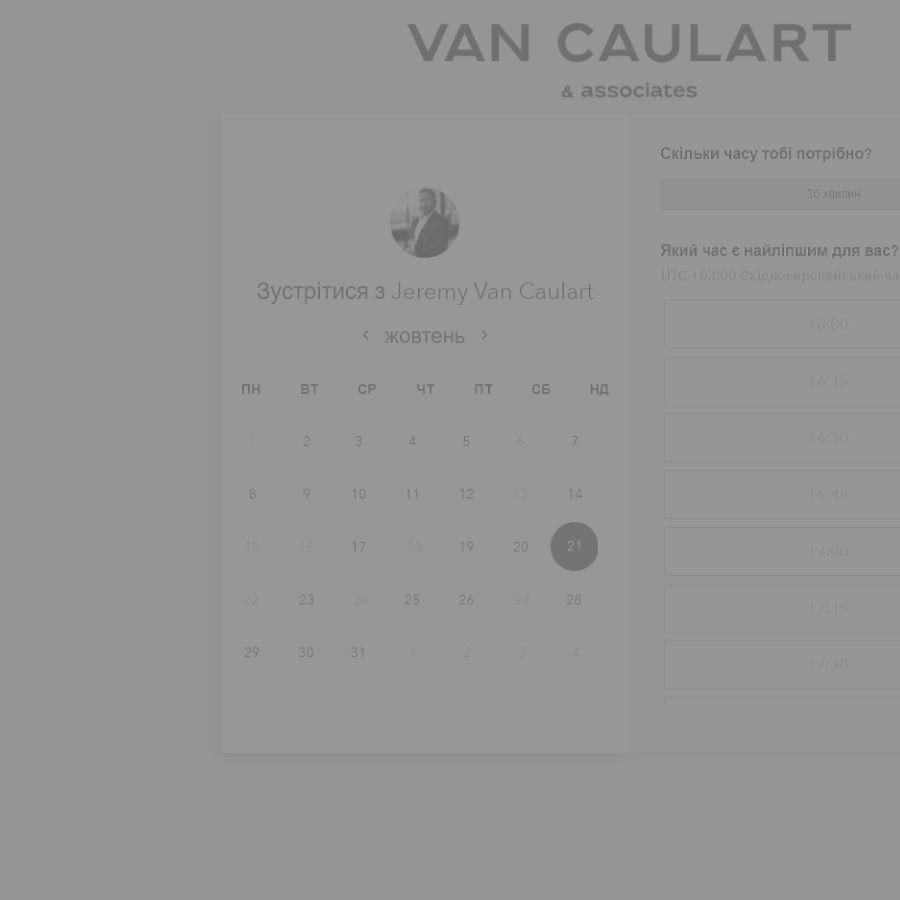 VAN CAULART
& associates
Зустрітися з Jeremy Van Caulart
жовтень
ПН ВТ СР ЧТ ПТ СБ НД
1 2 3 4 5 6 7
8 9 10 11 12 13 14
15 16 17 18 19 20 21
22 23 24 25 26 27 28
29 30 31 1 2 3 4
Скільки часу тобі потрібно?
30 хвилин
Який час є найліпшим для вас?
UTC +03:00 Східноєвропейський ча
16:00
16:15
16:30
16:45
17:00
17:15
17:30